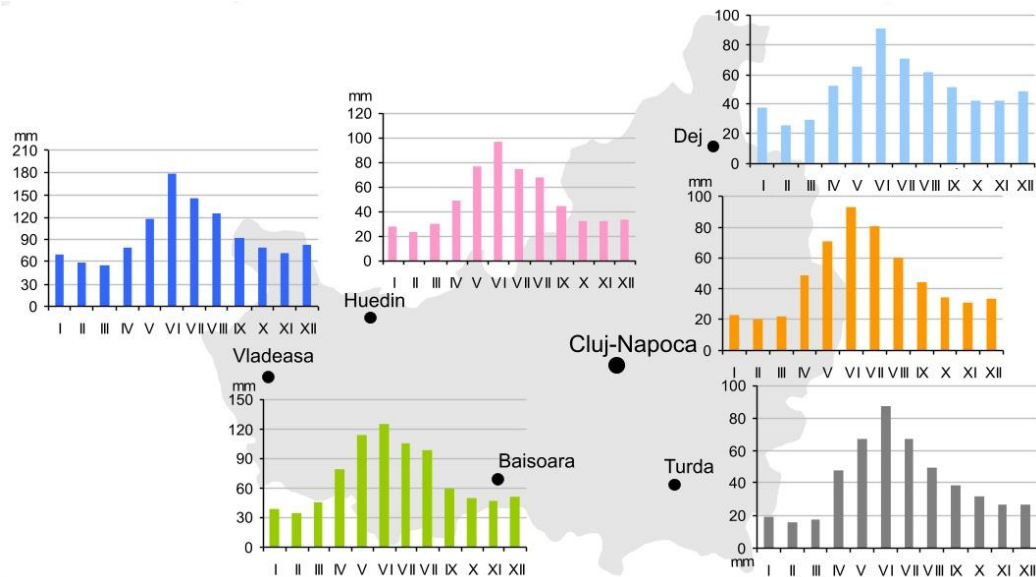 mm
210
180
150
120
90
60
30
0
I II III IV V VI VII VIII IX X XI XII
Vladeasa
mm
120
100
80
60
40
20
0
I II III IV V VI VII VII IX X XI XII
Huedin
100
80
60
40
20
0
I II III IV V VI VII VIII IX X XI XII
Dej
mm
100
80
60
40
20
0
I II III IV V VI VII VIII IX X XI XII
Cluj-Napoca
mm
150
120
90
60
30
0
I II III IV V VI VII VII IX X XI XII
Baisoara
100
80
60
40
20
0
mm
I II III IV V VI VII VIII IX X XI XII
Turda